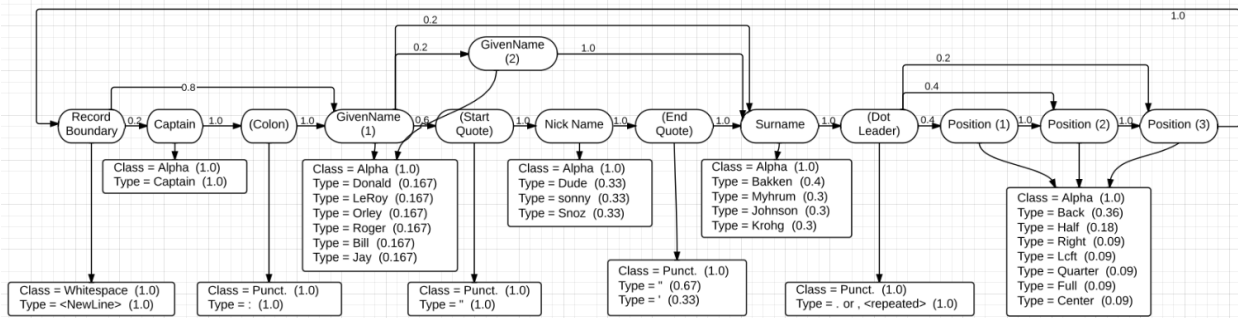 1.0
0.2
GivenName
(2)
0.2
1.0
0.2
0.8
0.4
Record
Boundary
0.2
Captain
1.0
(Colon)
1.0
GivenName
(1)
0.6
(Start
Quote)
1.0
Nick Name
1.0
(End
Quote)
1.0
Surname
1.0
(Dot
Leader)
0.4
Position (1)
1.0
Position (2)
1.0
Position (3)
Class = Alpha (1.0)
Type = Captain (1.0)
Class = Alpha (1.0)
Type = Donald (0.167)
Type = LeRoy (0.167)
Type = Orley (0.167)
Type = Roger (0.167)
Type = Bill (0.167)
Type = Jay (0.167)
Class = Alpha (1.0)
Type = Dude (0.33)
Type = sonny (0.33)
Type = Snoz (0.33)
Class = Alpha (1.0)
Type = Bakken (0.4)
Type = Myhrum (0.3)
Type = Johnson (0.3)
Type = Krohg (0.3)
Class = Alpha (1.0)
Type = Back (0.36)
Type = Half (0.18)
Type = Right (0.09)
Type = Lcft (0.09)
Type = Quarter (0.09)
Type = Full (0.09)
Type = Center (0.09)
Class = Whitespace (1.0)
Type = <NewLine> (1.0)
Class = Punct. (1.0)
Type = : (1.0)
Class = Punct. (1.0)
Type = " (1.0)
Class = Punct. (1.0)
Type = " (0.67)
Type = ' (0.33)
Class = Punct. (1.0)
Type = . or , <repeated> (1.0)